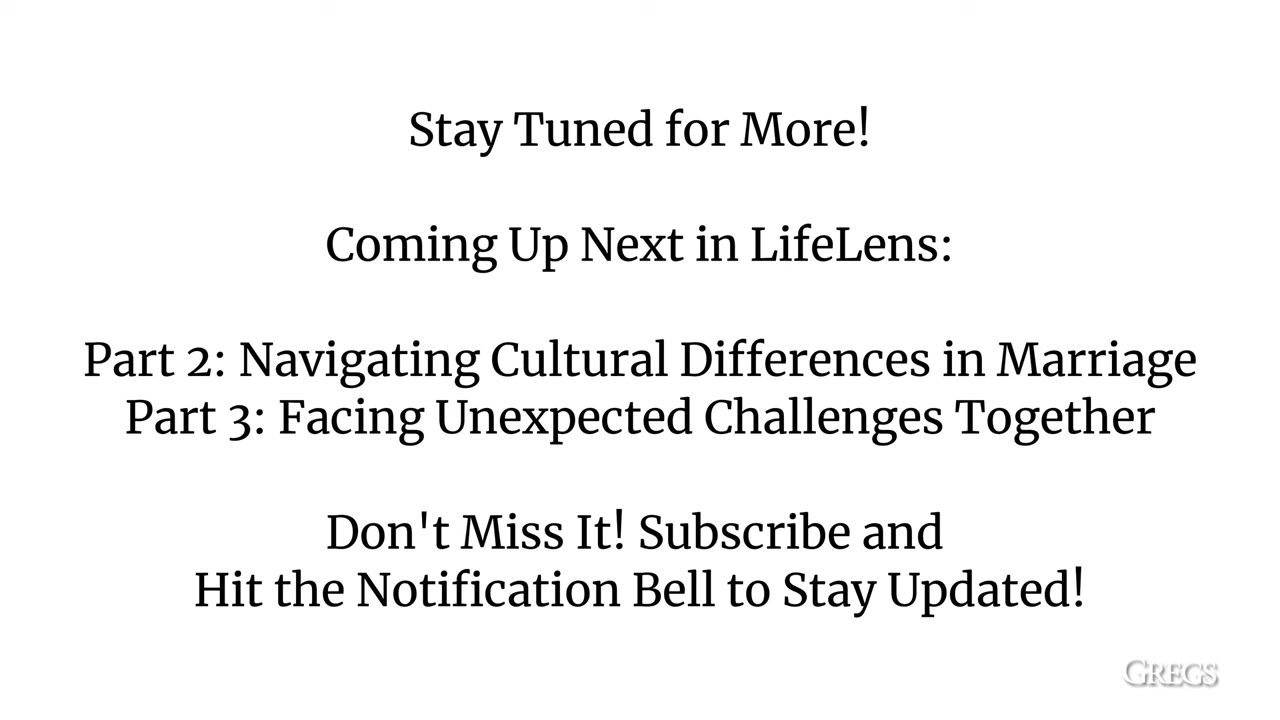 Stay Tuned for More!
Coming Up Next in LifeLens:
Part 2: Navigating Cultural Differences in Marriage
Part 3: Facing Unexpected Challenges Together
Don't Miss It! Subscribe and
Hit the Notification Bell to Stay Updated!
GREGS